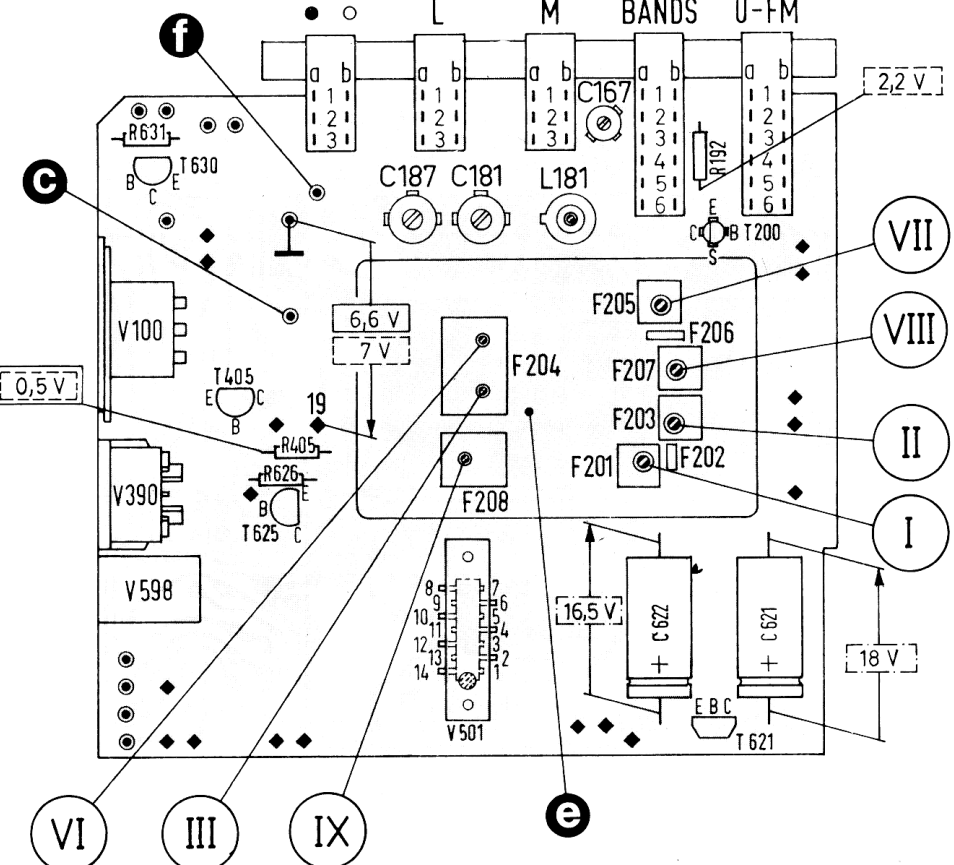 L M BANDS U-FM
f
a b a b a b a b a b
1 1 1 1 1
2 2 2 2 2
3 3 3 3 3
4 4
5 5
6 6
C167
2,2 V
R631
R192
T630
B C E
C
C187 C181 L181
E
C B T200
S
VII
F205
6,6 V
7 V
V100
F206
VIII
F204
F207
0,5 V
T405
E C
B
19
F203
II
R405
F201 F202
R626
V390
E
B
C
T625
F208
I
V598
8 7
9 6
10 5
11 4
12 3
13 2
14 1
16,5 V
C622
+
C621
+
18 V
V501
E B C
T621
VI III IX e